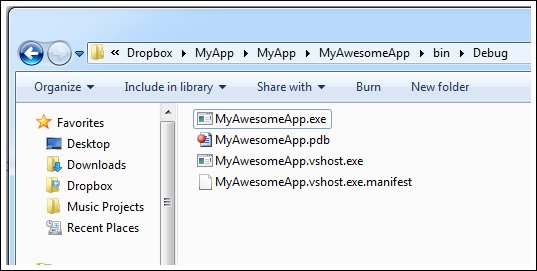 « Dropbox MyApp MyApp MyAwesomeApp bin Debug
Organize Include in library Share with Burn New folder
Favorites
Desktop
Downloads
Dropbox
Music Projects
Recent Places
MyAwesomeApp.exe
MyAwesomeApp.pdb
MyAwesomeApp.vshost.exe
MyAwesomeApp.vshost.exe.manifest